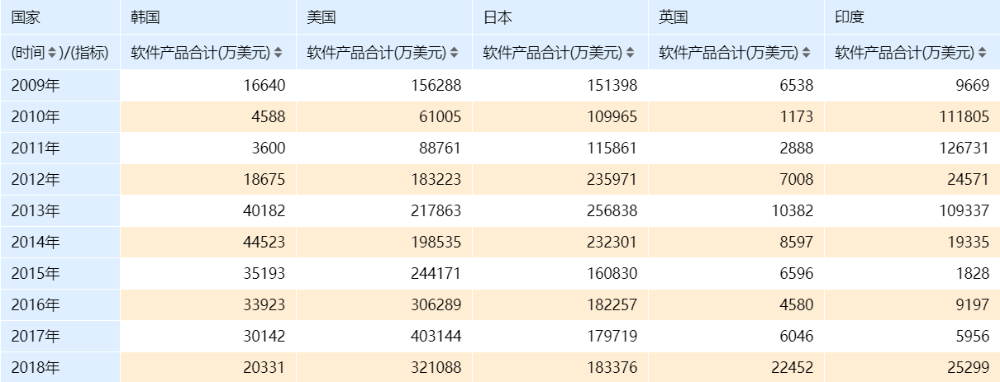 国家 韩国 美国 日本 英国 印度
(时间)/(指标) 软件产品合计(万美元) 软件产品合计(万美元) 软件产品合计(万美元) 软件产品合计(万美元) 软件产品合计(万美元)
2009年 16640 156288 151398 6538 9669
2010年 4588 61005 109965 1173 111805
2011年 3600 88761 115861 2888 126731
2012年 18675 183223 235971 7008 24571
2013年 40182 217863 256838 10382 109337
2014年 44523 198535 232301 8597 19335
2015年 35193 244171 160830 6596 1828
2016年 33923 306289 182257 4580 9197
2017年 30142 403144 179719 6046 5956
2018年 20331 321088 183376 22452 25299